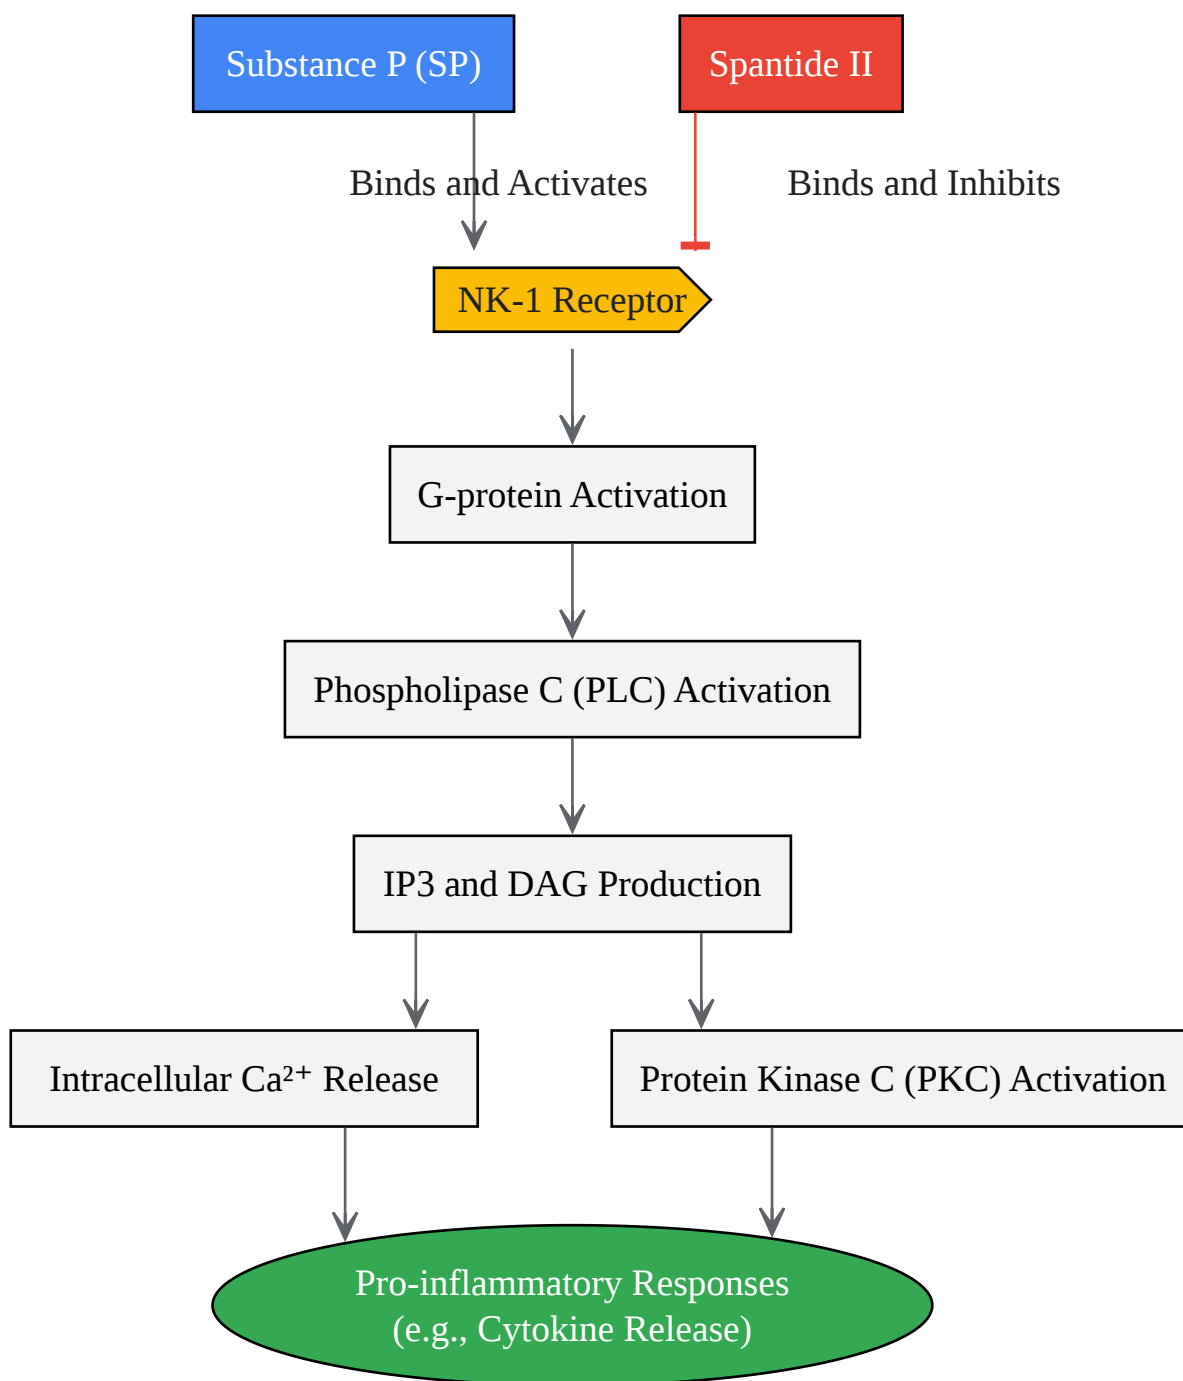 Substance P (SP)
Spantide II
Binds and Activates
Binds and Inhibits
NK-1 Receptor
G-protein Activation
Phospholipase C (PLC) Activation
IP3 and DAG Production
Intracellular Ca²⁺ Release
Protein Kinase C (PKC) Activation
Pro-inflammatory Responses
(e.g., Cytokine Release)